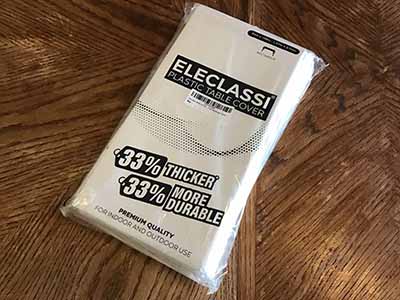 ELECLASSI
PLASTIC TABLE COVER
33% THICKER*
33% MORE
DURABLE
PREMIUM QUALITY
FOR INDOOR AND OUTDOOR USE